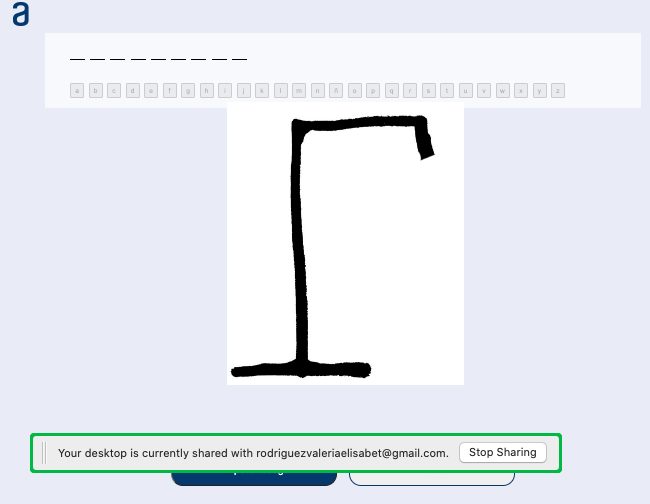 a
a b c d e f g h i j k l m n ñ o p q r s t u v w x y z
Your desktop is currently shared with rodriguezvaleriaelisabet@gmail.com. Stop Sharing